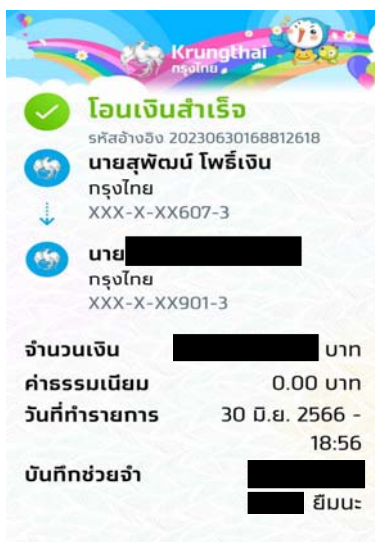 Krungthai
กรุงไทย
โอนเงินสำเร็จ
รหัสอ้างอิง 20230630168812618
นายสุพัฒน์ โพธิ์เงิน
กรุงไทย
XXX-X-XX607-3
นาย
กรุงไทย
XXX-X-XX901-3
จำนวนเงิน บาท
ค่าธรรมเนียม 0.00 บาท
วันที่ทำรายการ 30 มิ.ย. 2566 -
18:56
บันทึกช่วยจำ
ยืมนะ